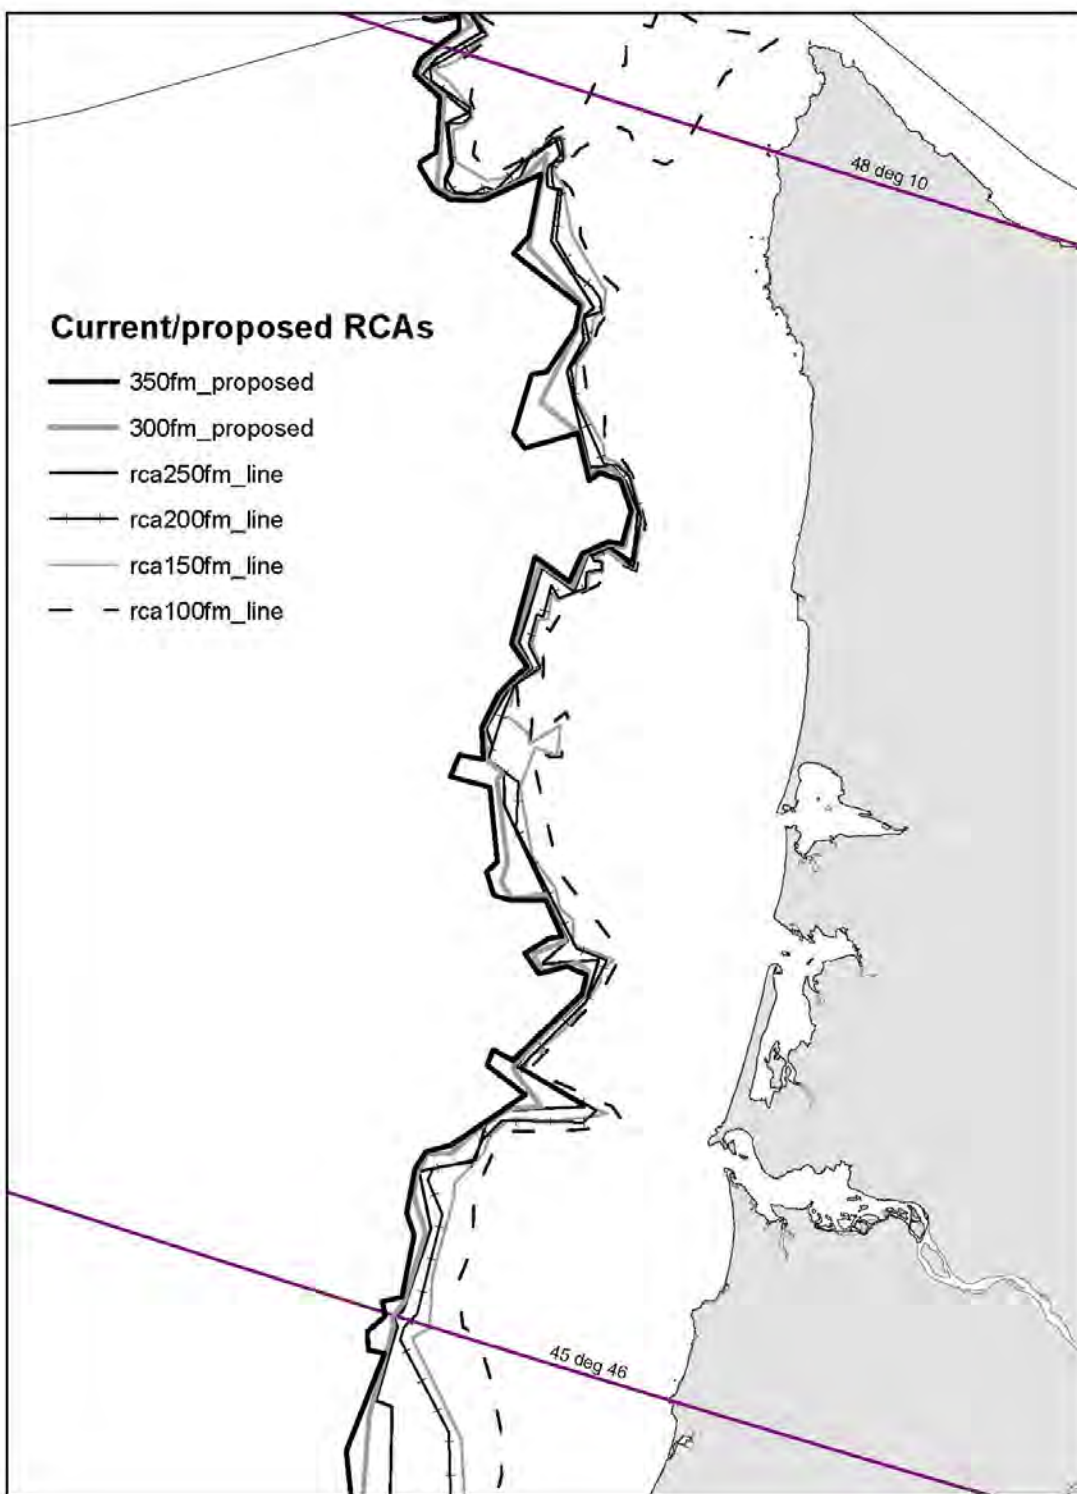 48 deg 10
Current/proposed RCAs
350fm_proposed
300fm_proposed
rca250fm_line
rca200fm_line
rca150fm_line
rca100fm_line
45 deg 46